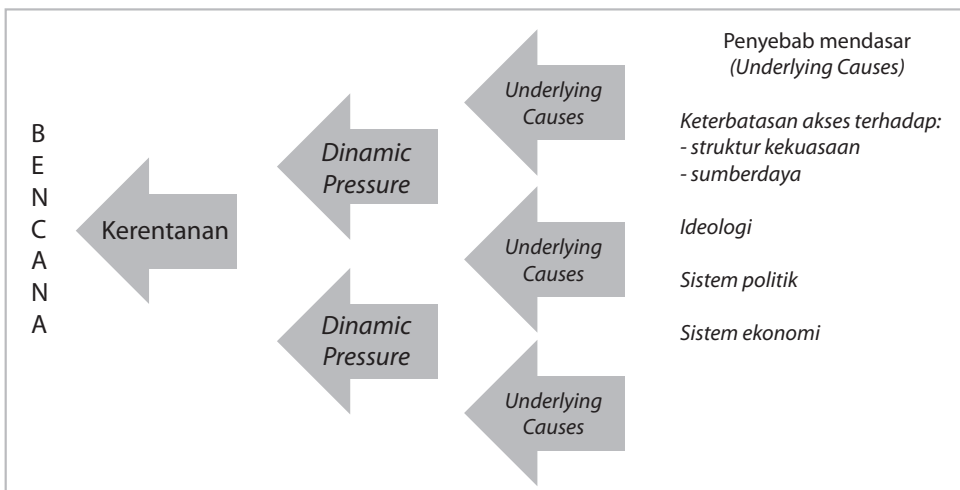 B
E
N
C
A
N
A
Kerentanan
Dinamic
Pressure
Dinamic
Pressure
Underlying
Causes
Underlying
Causes
Underlying
Causes
Penyebab mendasar
(Underlying Causes)
Keterbatasan akses terhadap:
- struktur kekuasaan
- sumberdaya
Ideologi
Sistem politik
Sistem ekonomi